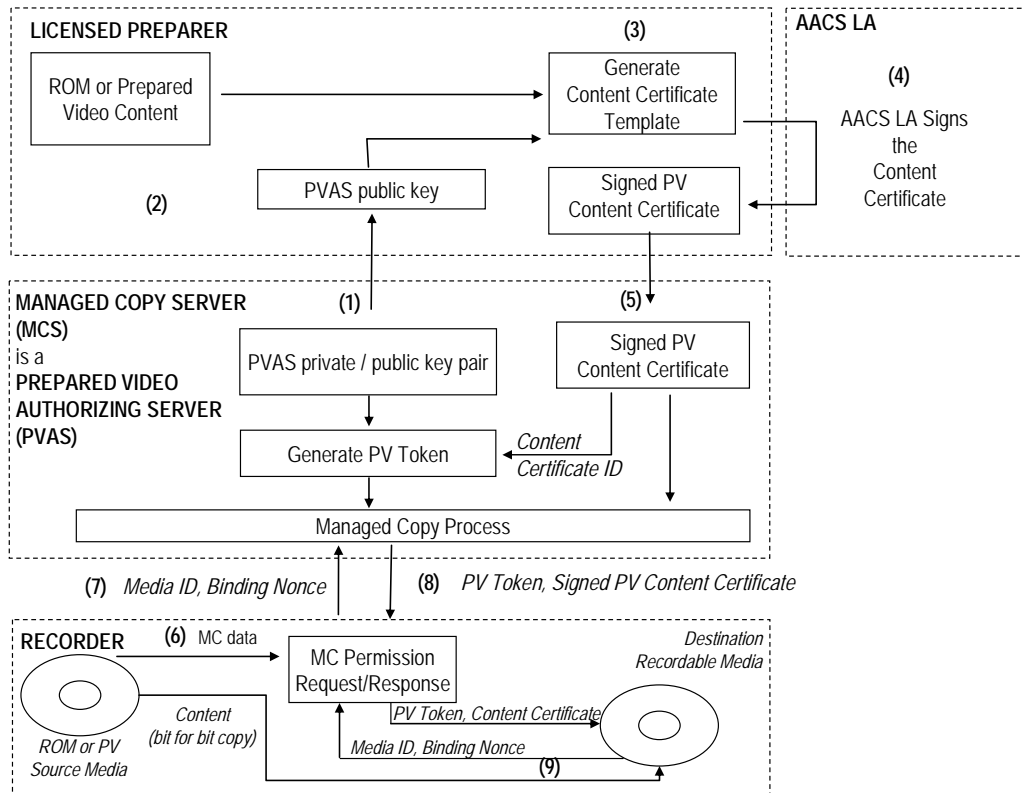 LICENSED PREPARER
(3)
AACS LA
ROM or Prepared
Video Content
Generate
Content Certificate
Template
(4)
AACS LA Signs
the
Content
Certificate
(2)
PVAS public key
Signed PV
Content Certificate
MANAGED COPY SERVER
(MCS)
is a
PREPARED VIDEO
AUTHORIZING SERVER
(PVAS)
(1)
(5)
PVAS private / public key pair
Signed PV
Content Certificate
Generate PV Token
Content
Certificate ID
Managed Copy Process
(7) Media ID, Binding Nonce
(8) PV Token, Signed PV Content Certificate
RECORDER
(6) MC data
MC Permission
Request/Response
Destination
Recordable Media
Content
(bit for bit copy)
PV Token, Content Certificate
Media ID, Binding Nonce
ROM or PV
Source Media
(9)